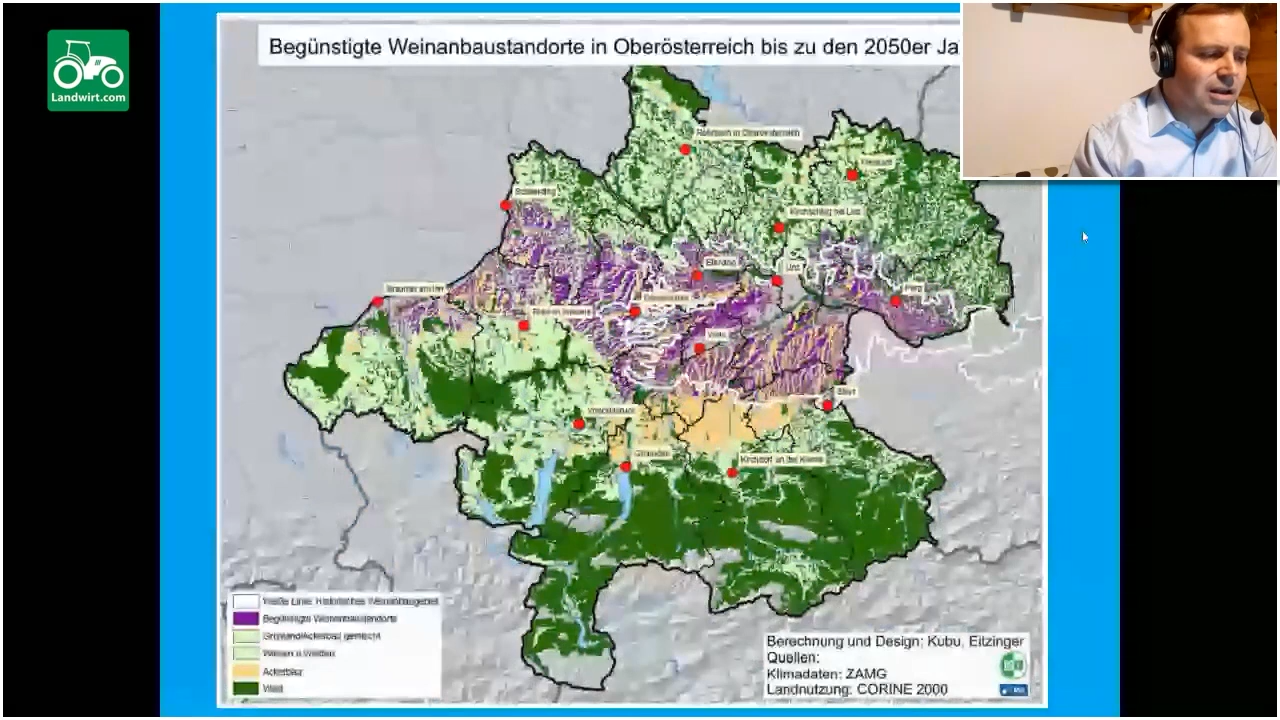 Landwirt.com
Begünstigte Weinanbaustandorte in Oberösterreich bis zu den 2050er Ja
Rohrbach in Oberösterreich
Freistadt
Schaerding
Kirchschlag bei Linz
Eferding
Linz
Braunau am Inn
Perg
Grieskirchen
Ried im Innkreis
Wels
Steyr
Vöcklabruck
Gmunden
Kirchdorf an der Krems
Weiße Linie: Historisches Weinbaugebiet
Begünstigte Weinanbaustandorte
Grünland/Ackerbau gemischt
Wiesen u Weiden
Ackerbau
Wald
Berechnung und Design: Kubu, Eitzinger
Quellen:
Klimadaten: ZAMG
Landnutzung: CORINE 2000